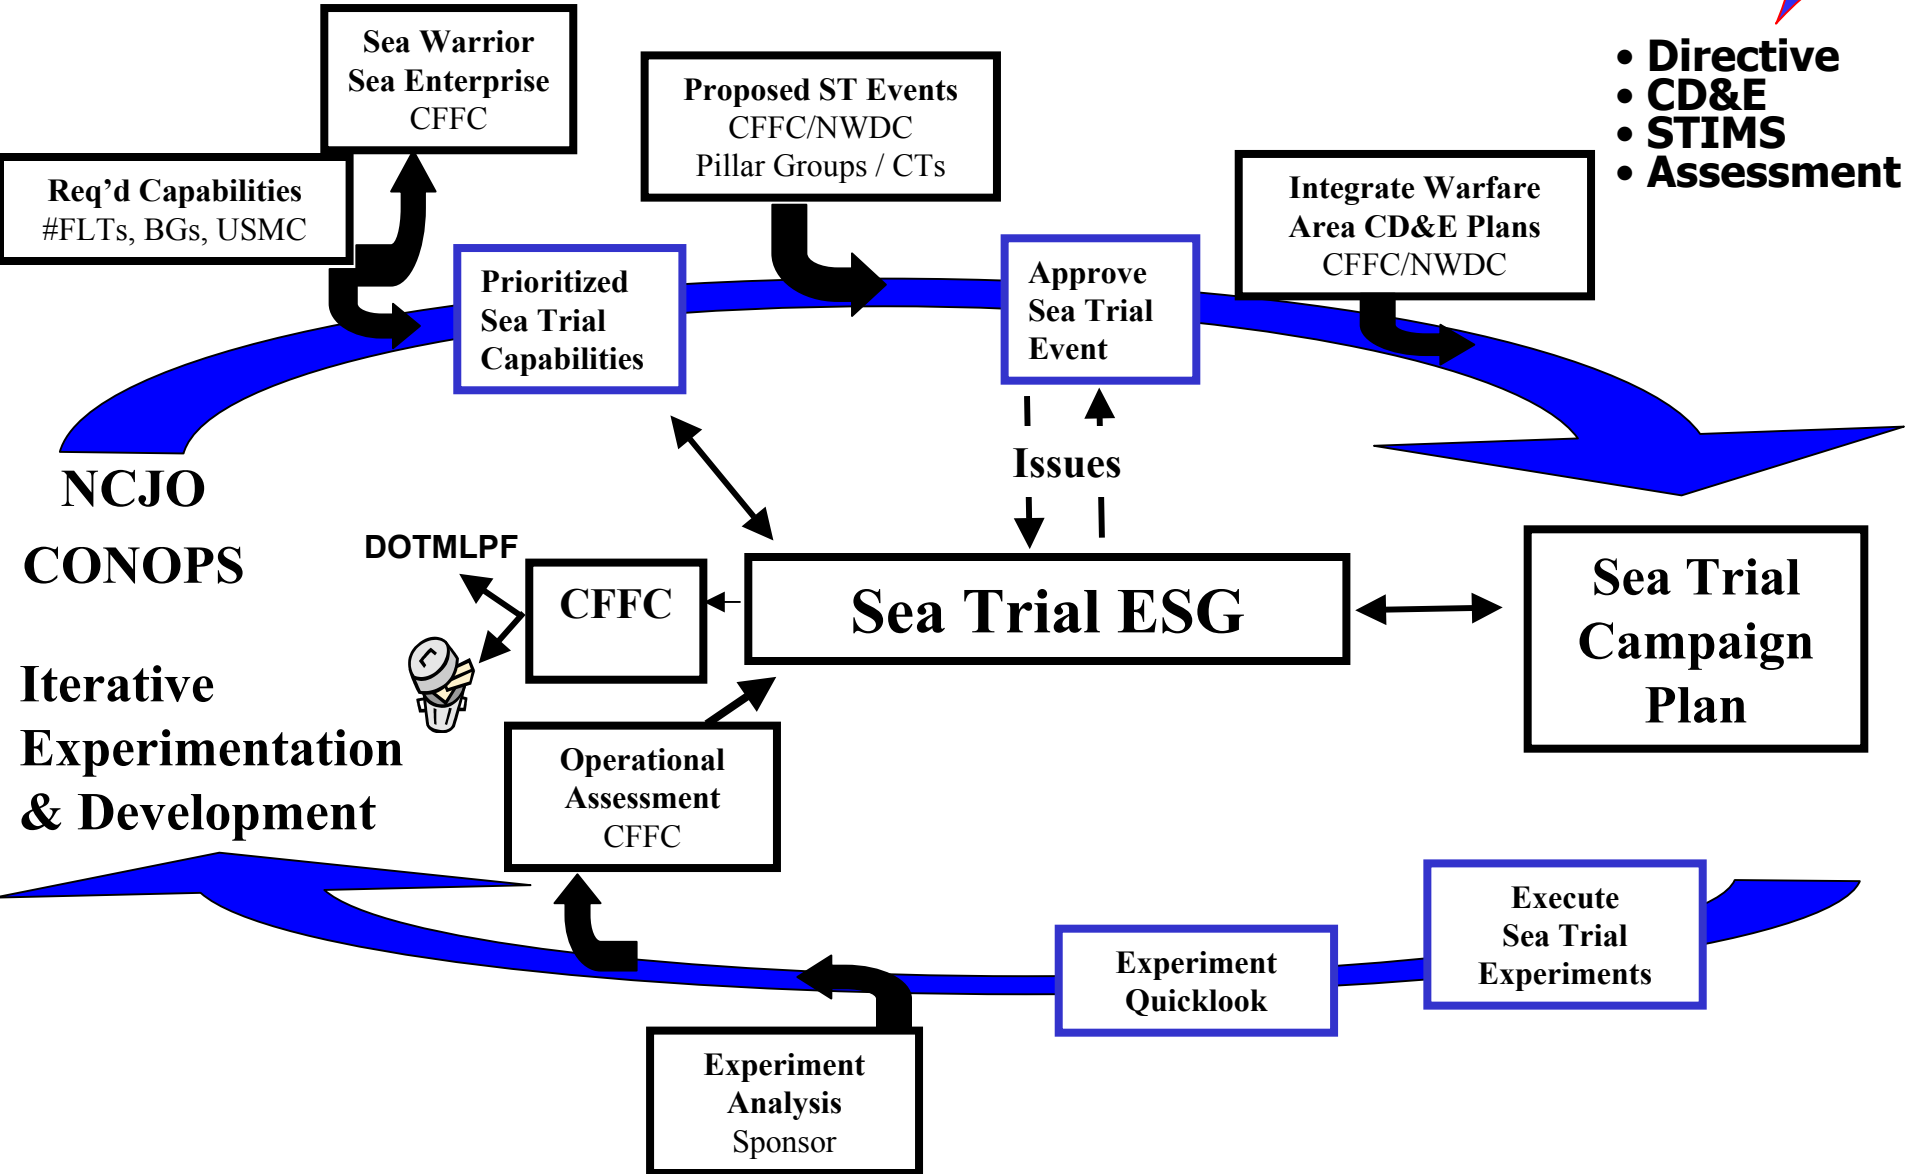 Sea Warrior
Sea Enterprise
CFFC
Proposed ST Events
CFFC/NWDC
Pillar Groups / CTs
• Directive
• CD&E
• STIMS
• Assessment
Req’d Capabilities
#FLTs, BGs, USMC
Integrate Warfare
Area CD&E Plans
CFFC/NWDC
Prioritized
Sea Trial
Capabilities
Approve
Sea Trial
Event
Issues
NCJO
CONOPS
DOTMLPF
CFFC
Sea Trial ESG
Sea Trial
Campaign
Plan
Iterative
Experimentation
& Development
Operational
Assessment
CFFC
Execute
Sea Trial
Experiments
Experiment
Quicklook
Experiment
Analysis
Sponsor